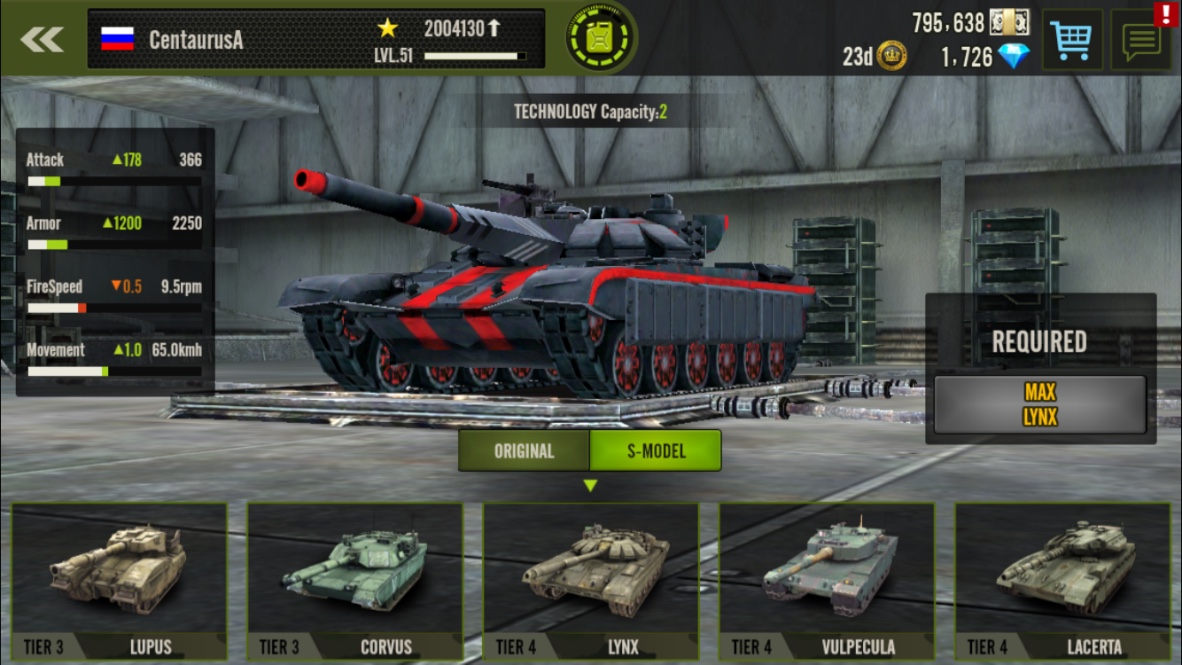 CentaurusA
2004130
LVL.51
795,638
23d
1,726
!
TECHNOLOGY Capacity:2
Attack ▲178 366
Armor ▲1200 2250
FireSpeed ▼0.5 9.5rpm
Movement ▲1.0 65.0kmh
REQUIRED
MAX
LYNX
ORIGINAL S-MODEL
TIER 3 LUPUS
TIER 3 CORVUS
TIER 4 LYNX
TIER 4 VULPECULA
TIER 4 LACERTA